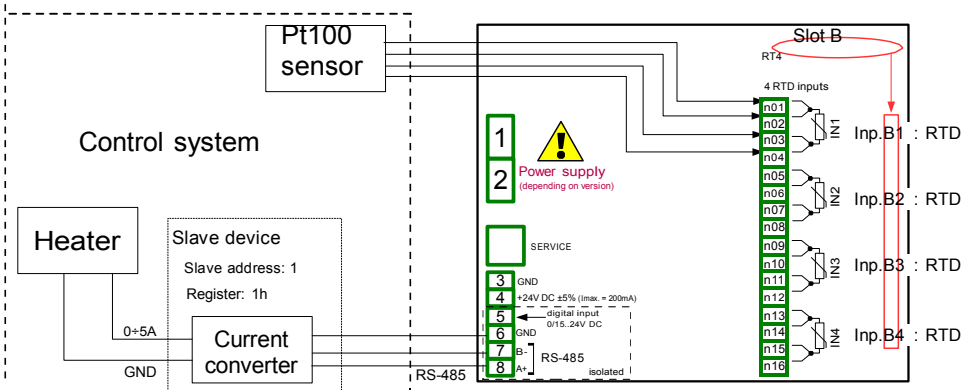 Pt100
sensor
Control system
Heater
Slave device
Slave address: 1
Register: 1h
0÷5A
GND
Current
converter
RS-485
1
2
Power supply
(depending on version)
SERVICE
3 GND
4 +24V DC ±5% (Imax. = 200mA)
5 digital input
0/15..24V DC
6 GND
7 B-
8 A+
RS-485
isolated
Slot B
RT4
4 RTD inputs
n01
n02
n03
n04
n05
n06
n07
n08
n09
n10
n11
n12
n13
n14
n15
n16
IN1
IN2
IN3
IN4
Inp.B1 : RTD
Inp.B2 : RTD
Inp.B3 : RTD
Inp.B4 : RTD